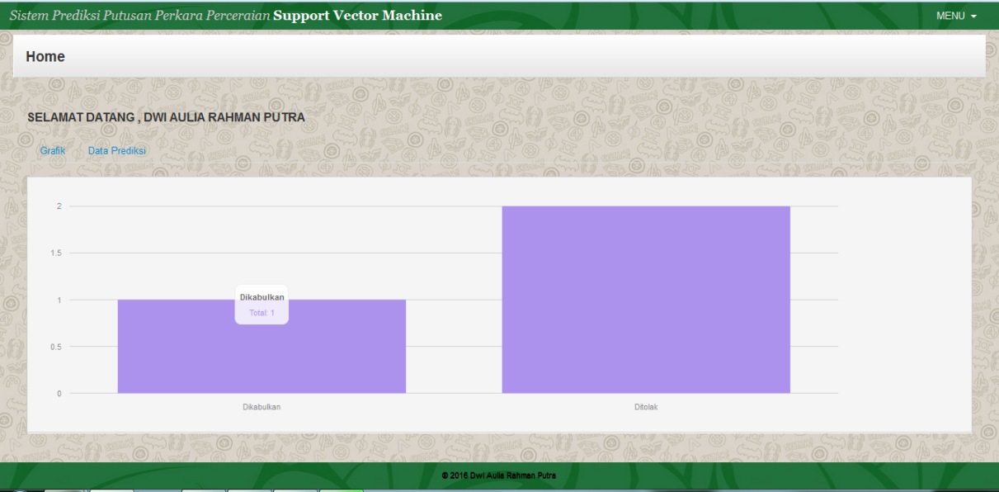 Sistem Prediksi Putusan Perkara Perceraian Support Vector Machine
MENU
Home
SELAMAT DATANG , DWI AULIA RAHMAN PUTRA
Grafik Data Prediksi
2
1.5
1
0.5
0
Dikabulkan
Total: 1
Dikabulkan Ditolak
© 2016 Dwi Aulia Rahman Putra